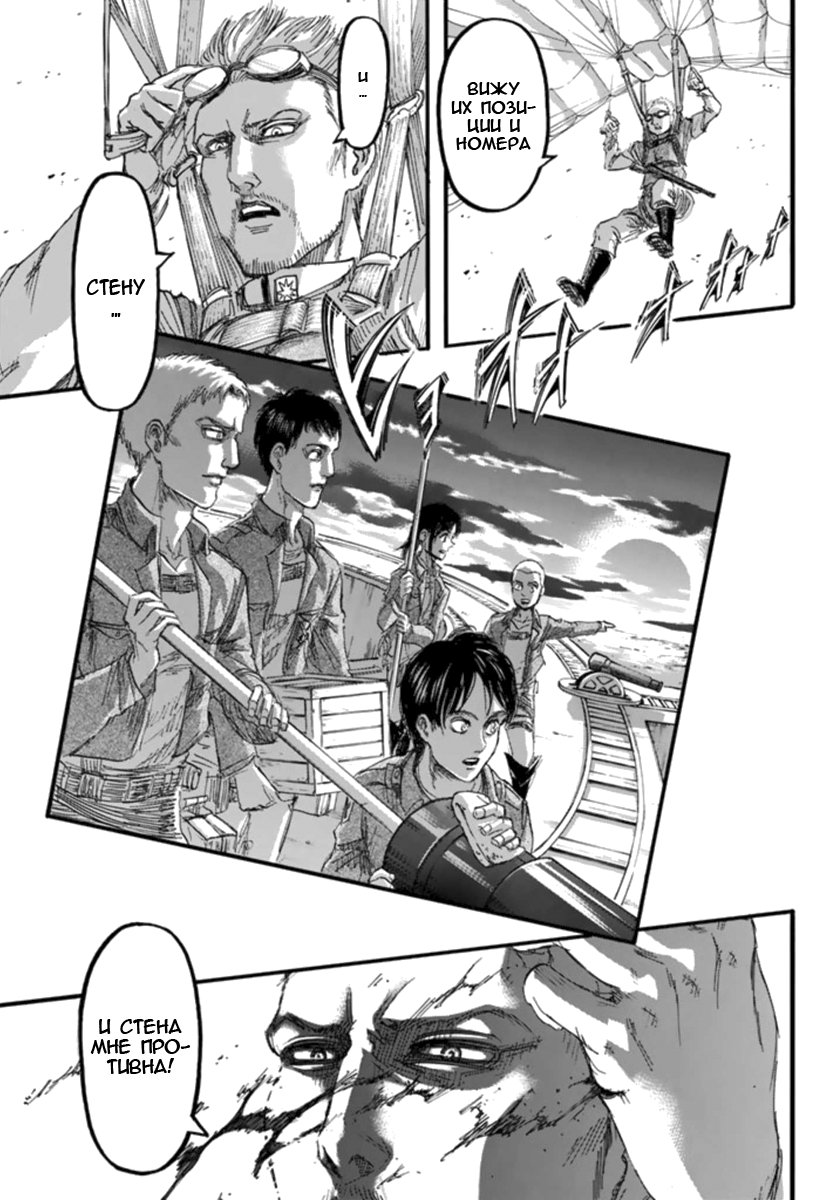 ВИЖУ
ИХ ПОЗИ-
ЦИИ И
НОМЕРА
И
...
СТЕНУ
...
И СТЕНА
МНЕ ПРО-
ТИВНА!